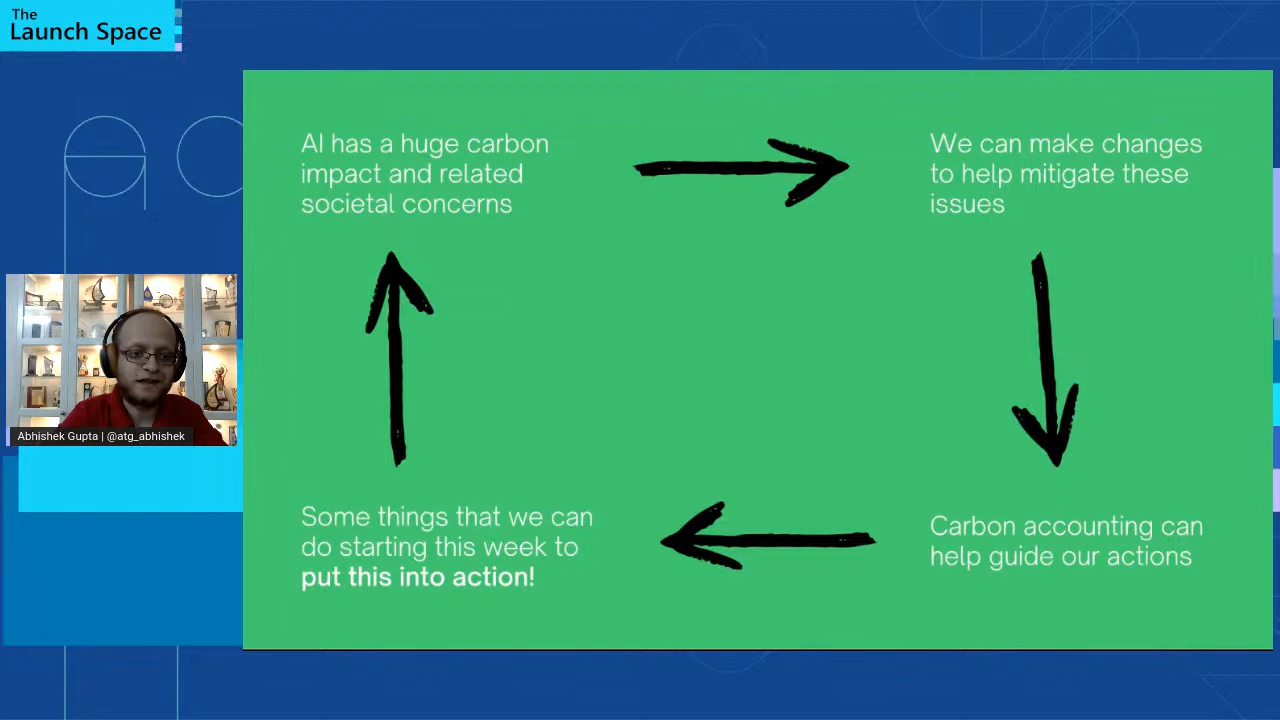 The
Launch Space
AI has a huge carbon
impact and related
societal concerns
We can make changes
to help mitigate these
issues
Carbon accounting can
help guide our actions
Some things that we can
do starting this week to
put this into action!
Abhishek Gupta | @atg_abhishek